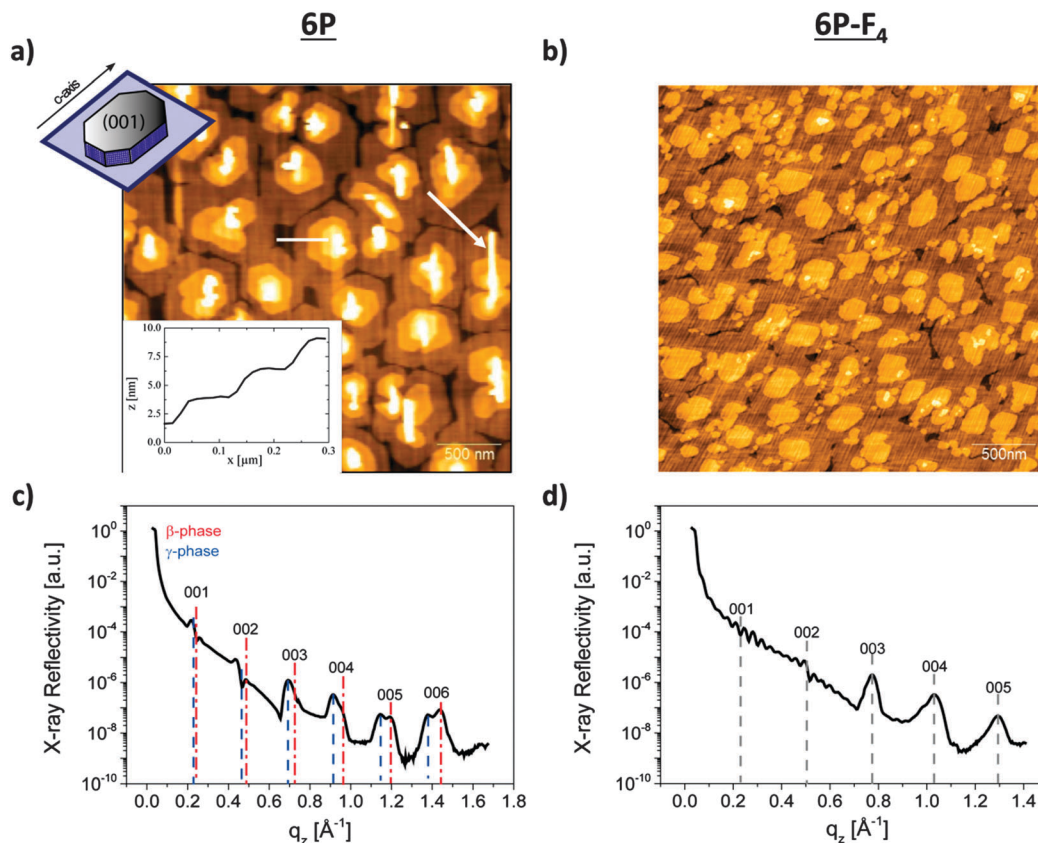 6P
6P-F₄
a)
c-axis
(001)
10.0
7.5
5.0
2.5
0.0
z [nm]
0.0 0.1 0.2 0.3
x [μm]
500 nm
b)
500nm
c)
β-phase
γ-phase
001
002
003
004
005
006
10⁰
10⁻²
10⁻⁴
10⁻⁶
10⁻⁸
10⁻¹⁰
X-ray Reflectivity [a.u.]
0.0 0.2 0.4 0.6 0.8 1.0 1.2 1.4 1.6 1.8
q_z [Å⁻¹]
d)
001
002
003
004
005
10⁰
10⁻²
10⁻⁴
10⁻⁶
10⁻⁸
10⁻¹⁰
X-ray Reflectivity [a.u.]
0.0 0.2 0.4 0.6 0.8 1.0 1.2 1.4
q_z [Å⁻¹]